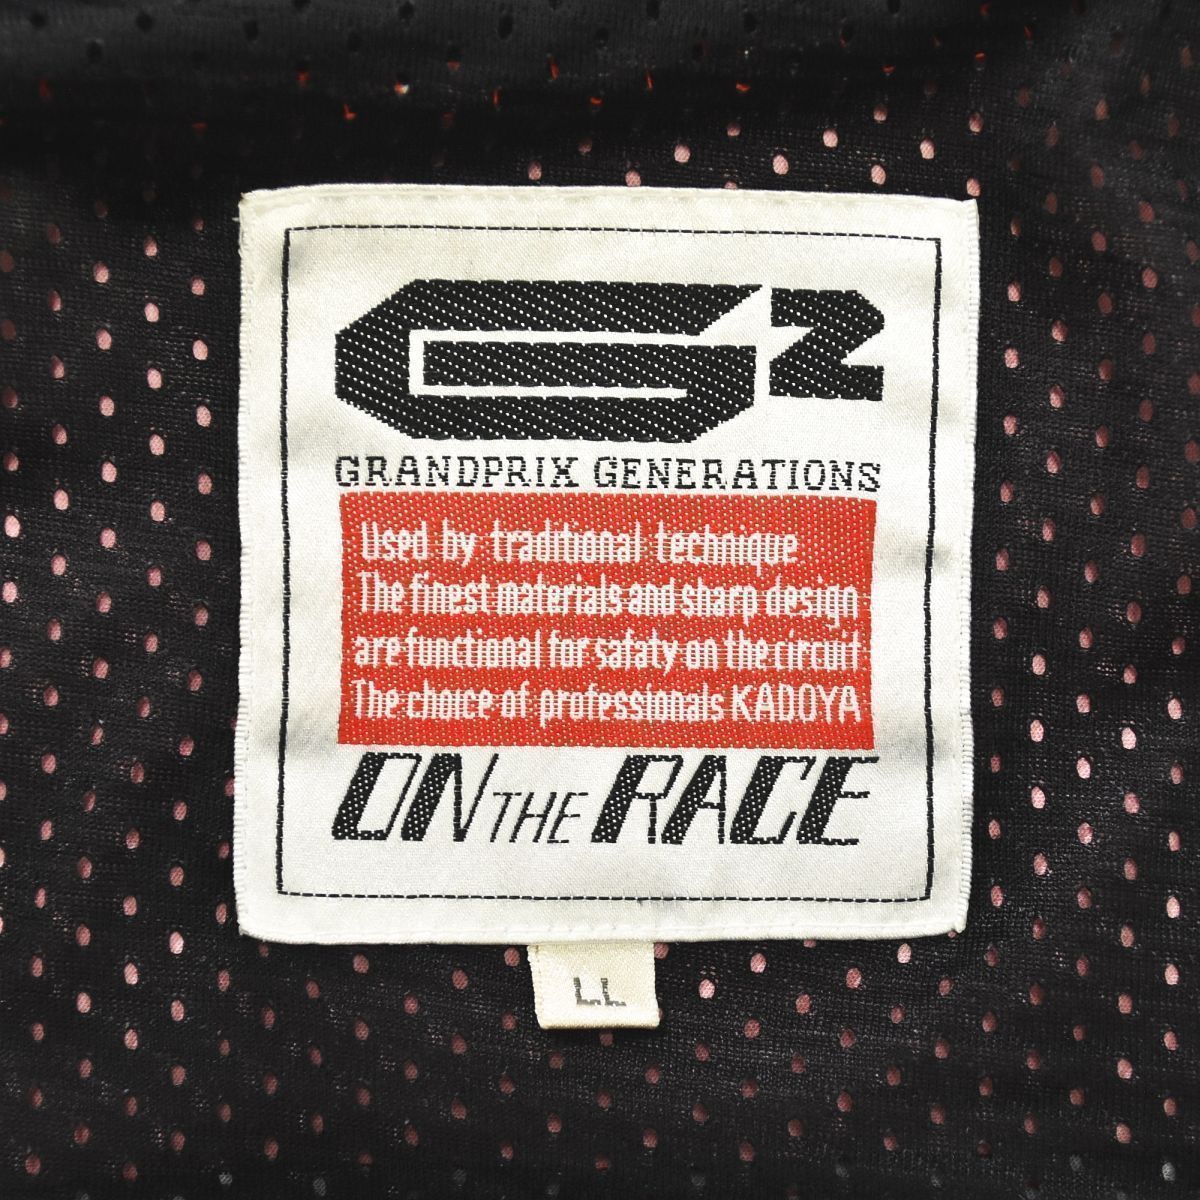 G2
GRANDPRIX GENERATIONS
Used by traditional technique
The finest materials and sharp design
are functional for safaty on the circuit
The choice of professionals KADOYA
ON THE RACE
LL